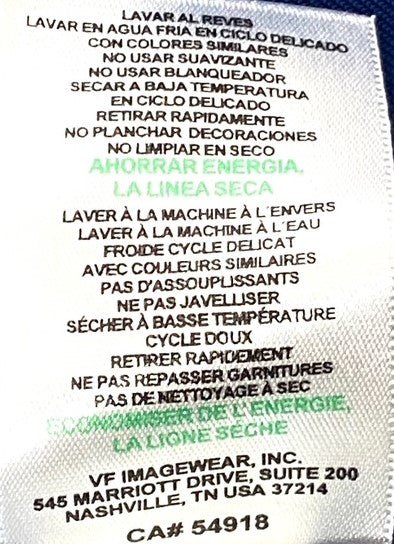 LAVAR AL REVES
LAVAR EN AGUA FRIA EN CICLO DELICADO
CON COLORES SIMILARES
NO USAR SUAVIZANTE
NO USAR BLANQUEADOR
SECAR A BAJA TEMPERATURA
EN CICLO DELICADO
RETIRAR RAPIDAMENTE
NO PLANCHAR DECORACIONES
NO LIMPIAR EN SECO
AHORRAR ENERGIA,
LA LINEA SECA
LAVER À LA MACHINE À L'ENVERS
LAVER À LA MACHINE À L'EAU
FROIDE CYCLE DELICAT
AVEC COULEURS SIMILAIRES
PAS D'ASSOUPLISSANTS
NE PAS JAVELLISER
SÉCHER À BASSE TEMPÉRATURE
CYCLE DOUX
RETIRER RAPIDEMENT
NE PAS REPASSER GARNITURES
PAS DE NETTOYAGE À SEC
ECONOMISER DE L'ENERGIE,
LA LIGNE SECHE
VF IMAGEWEAR, INC.
545 MARRIOTT DRIVE, SUITE 200
NASHVILLE, TN USA 37214
CA# 54918